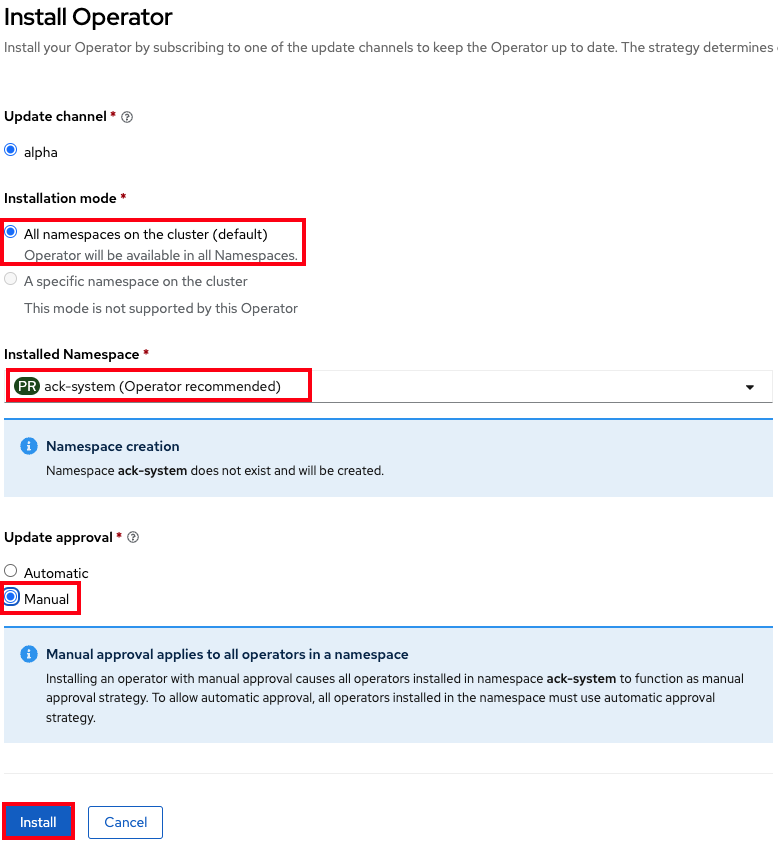 Install Operator
Install your Operator by subscribing to one of the update channels to keep the Operator up to date. The strategy determines
Update channel *
alpha
Installation mode *
All namespaces on the cluster (default)
Operator will be available in all Namespaces.
A specific namespace on the cluster
This mode is not supported by this Operator
Installed Namespace *
PR ack-system (Operator recommended)
Namespace creation
Namespace ack-system does not exist and will be created.
Update approval *
Automatic
Manual
Manual approval applies to all operators in a namespace
Installing an operator with manual approval causes all operators installed in namespace ack-system to function as manual
approval strategy. To allow automatic approval, all operators installed in the namespace must use automatic approval
strategy.
Install Cancel